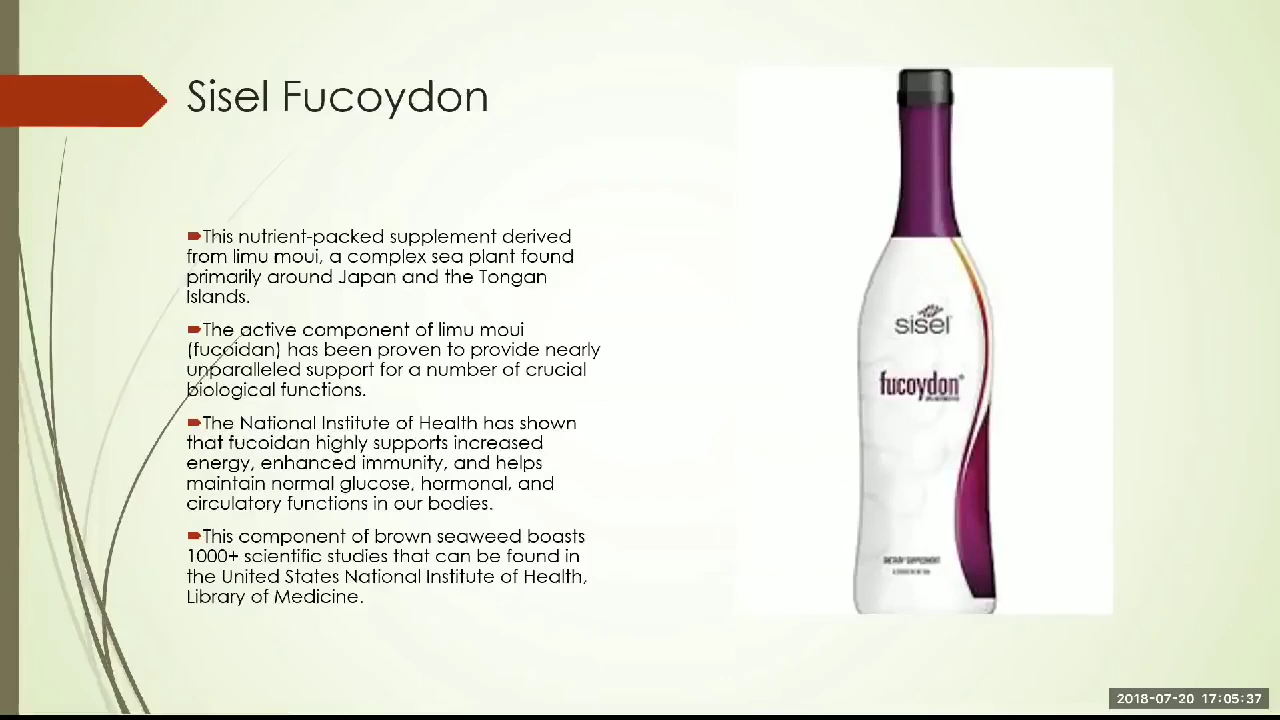 Sisel Fucoydon
This nutrient-packed supplement derived
from limu moui, a complex sea plant found
primarily around Japan and the Tongan
Islands.
The active component of limu moui
(fucoidan) has been proven to provide nearly
unparalleled support for a number of crucial
biological functions.
The National Institute of Health has shown
that fucoidan highly supports increased
energy, enhanced immunity, and helps
maintain normal glucose, hormonal, and
circulatory functions in our bodies.
This component of brown seaweed boasts
1000+ scientific studies that can be found in
the United States National Institute of Health,
Library of Medicine.
sisel
fucoydon
DIETARY SUPPLEMENT
2018-07-20 17:05:37